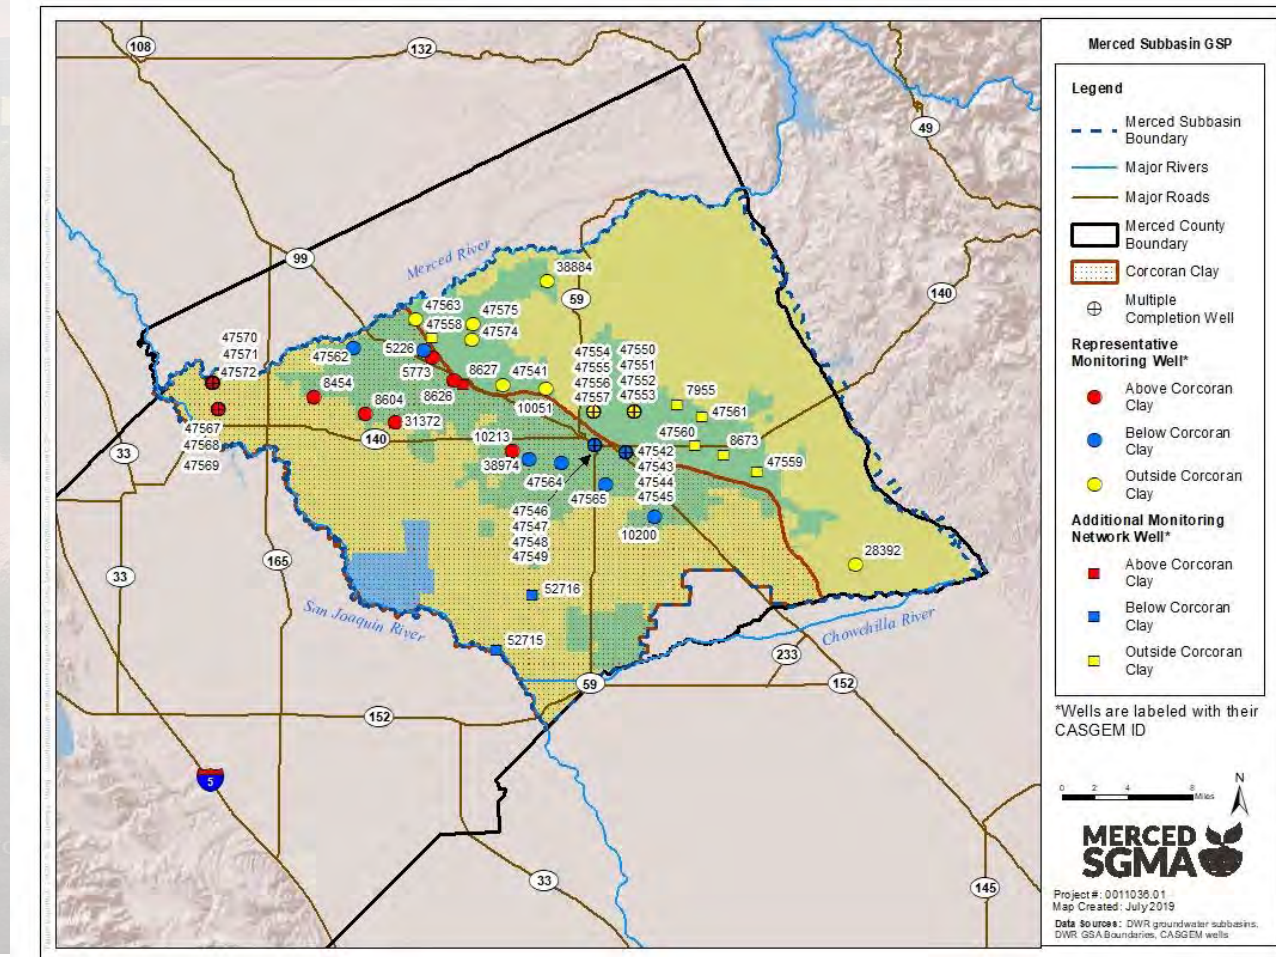 108
132
49
99
Merced River
38884
59
140
47563
47575
47558
47574
47570
47571
47572
47562
5226
5773
8627
47541
47554
47555
47556
47557
47550
47551
47552
47553
8454
8604
8626
10051
7955
47561
31372
140
10213
47560
8673
47567
47568
47569
33
38974
47564
47565
47542
47543
47544
47545
47559
47546
47547
47548
47549
10200
165
28392
33
52716
San Joaquin River
52715
Chowchilla River
233
59
152
152
5
33
145
Merced Subbasin GSP
Legend
Merced Subbasin
Boundary
Major Rivers
Major Roads
Merced County
Boundary
Corcoran Clay
Multiple
Completion Well
Representative
Monitoring Well*
Above Corcoran
Clay
Below Corcoran
Clay
Outside Corcoran
Clay
Additional Monitoring
Network Well*
Above Corcoran
Clay
Below Corcoran
Clay
Outside Corcoran
Clay
*Wells are labeled with their
CASGEM ID
N
0 2 4 8
Miles
MERCED
SGMA
Project #: 0011036.01
Map Created: July 2019
Data Sources: DWR groundwater subbasins,
DWR GSA Boundaries, CASGEM wells